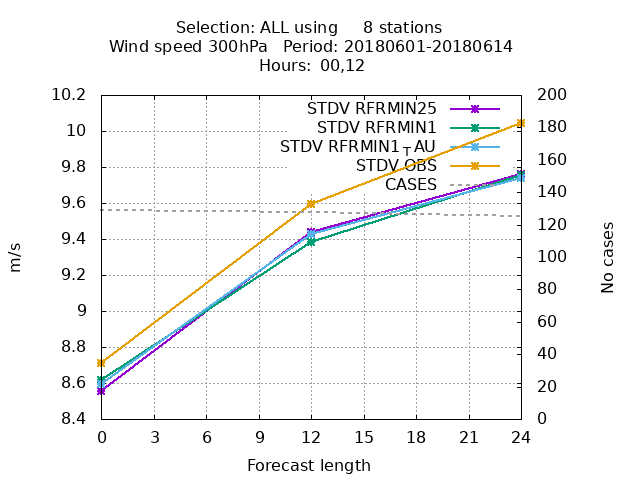 Selection: ALL using 8 stations
Wind speed 300hPa Period: 20180601-20180614
Hours: 00,12
STDV RFRMIN25
STDV RFRMIN1
STDV RFRMIN1_TAU
STDV OBS
CASES
10.2
10
9.8
9.6
9.4
9.2
9
8.8
8.6
8.4
m/s
200
180
160
140
120
100
80
60
40
20
0
No cases
0 3 6 9 12 15 18 21 24
Forecast length